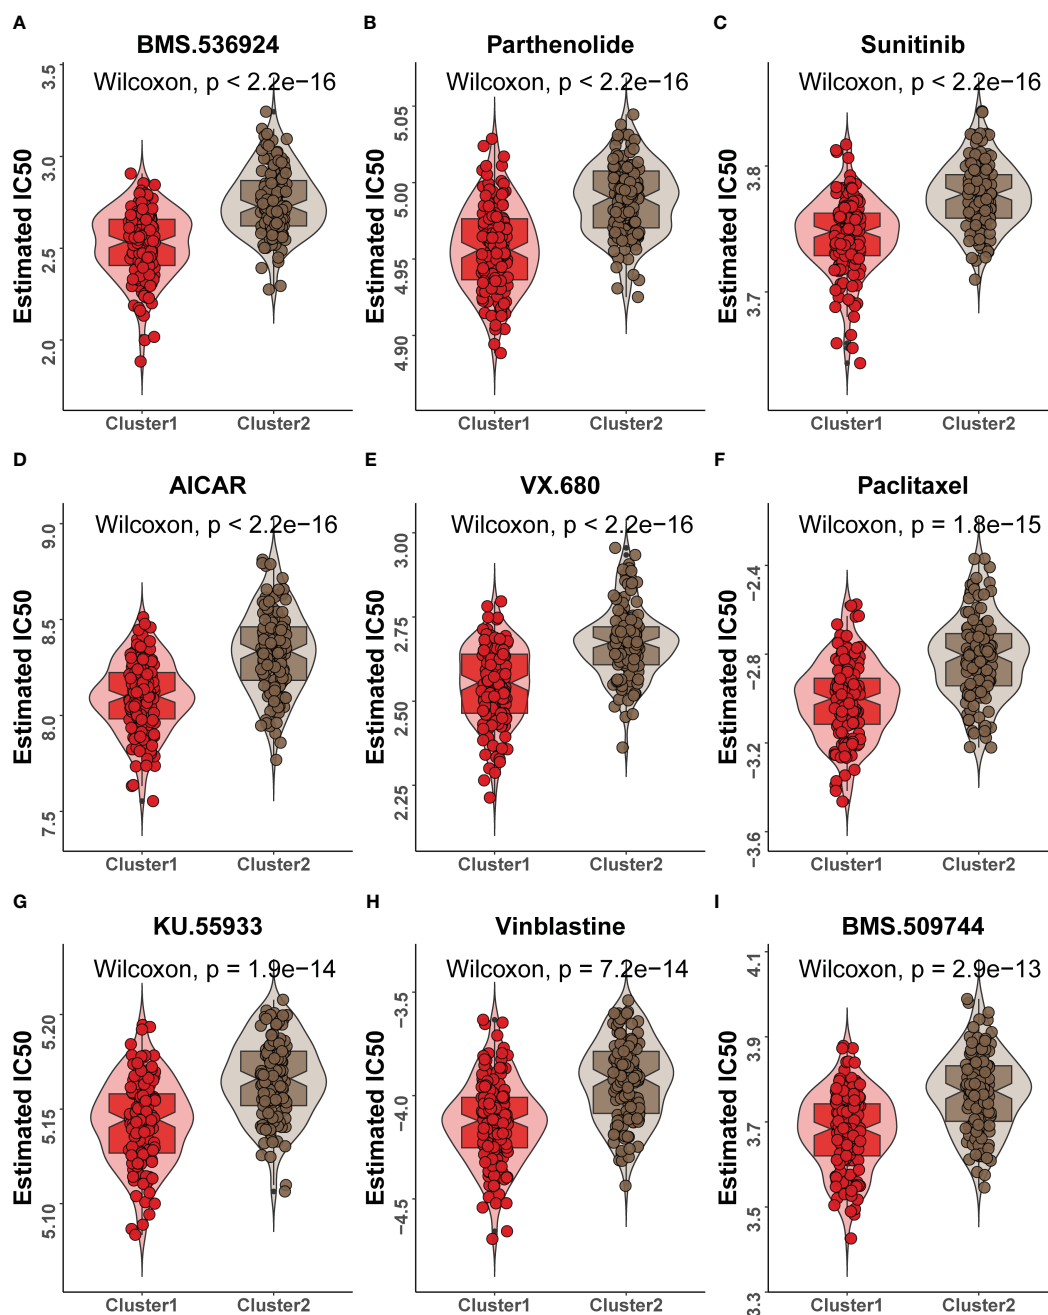 A
BMS.536924
Wilcoxon, p < 2.2e−16
Estimated IC50
3.5
3.0
2.5
2.0
Cluster1 Cluster2
B
Parthenolide
Wilcoxon, p < 2.2e−16
Estimated IC50
5.05
5.00
4.95
4.90
Cluster1 Cluster2
C
Sunitinib
Wilcoxon, p < 2.2e−16
Estimated IC50
3.8
3.7
Cluster1 Cluster2
D
AICAR
Wilcoxon, p < 2.2e−16
Estimated IC50
9.0
8.5
8.0
7.5
Cluster1 Cluster2
E
VX.680
Wilcoxon, p < 2.2e−16
Estimated IC50
3.00
2.75
2.50
2.25
Cluster1 Cluster2
F
Paclitaxel
Wilcoxon, p = 1.8e−15
Estimated IC50
−2.4
−2.8
−3.2
−3.6
Cluster1 Cluster2
G
KU.55933
Wilcoxon, p = 1.9e−14
Estimated IC50
5.20
5.15
5.10
Cluster1 Cluster2
H
Vinblastine
Wilcoxon, p = 7.2e−14
Estimated IC50
−3.5
−4.0
−4.5
Cluster1 Cluster2
I
BMS.509744
Wilcoxon, p = 2.9e−13
Estimated IC50
4.1
3.9
3.7
3.5
3.3
Cluster1 Cluster2